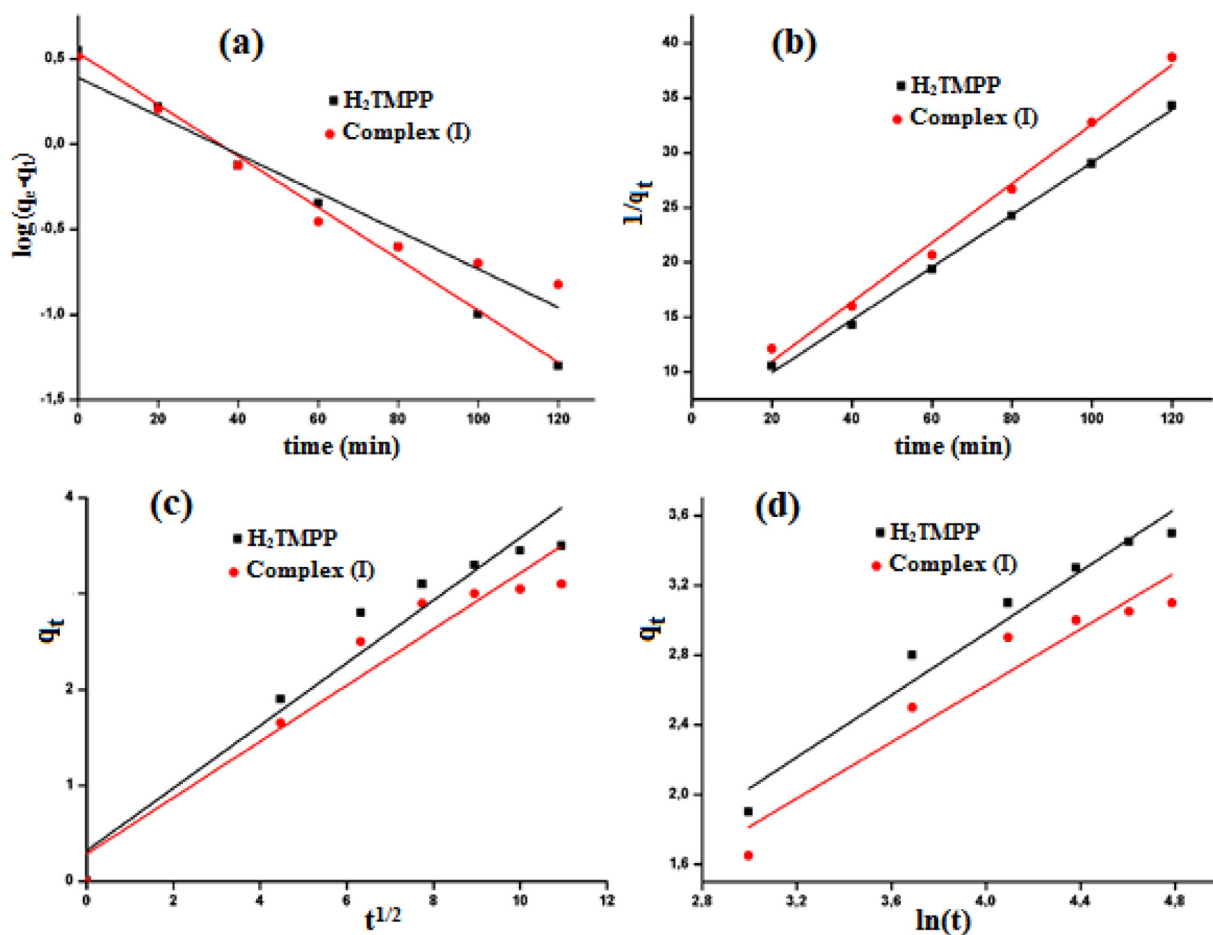 (a)
H₂TMPP
Complex (I)
log(qₑ-qₜ)
0,5
0,0
-0,5
-1,0
-1,5
0 20 40 60 80 100 120
time (min)
(b)
H₂TMPP
Complex (I)
1/qₜ
40
35
30
25
20
15
10
0 20 40 60 80 100 120
time (min)
(c)
H₂TMPP
Complex (I)
qₜ
4
2
1
0
0 2 4 6 8 10 12
t¹/²
(d)
H₂TMPP
Complex (I)
qₜ
3,6
3,2
2,8
2,4
2,0
1,6
2,8 3,2 3,6 4,0 4,4 4,8
ln(t)